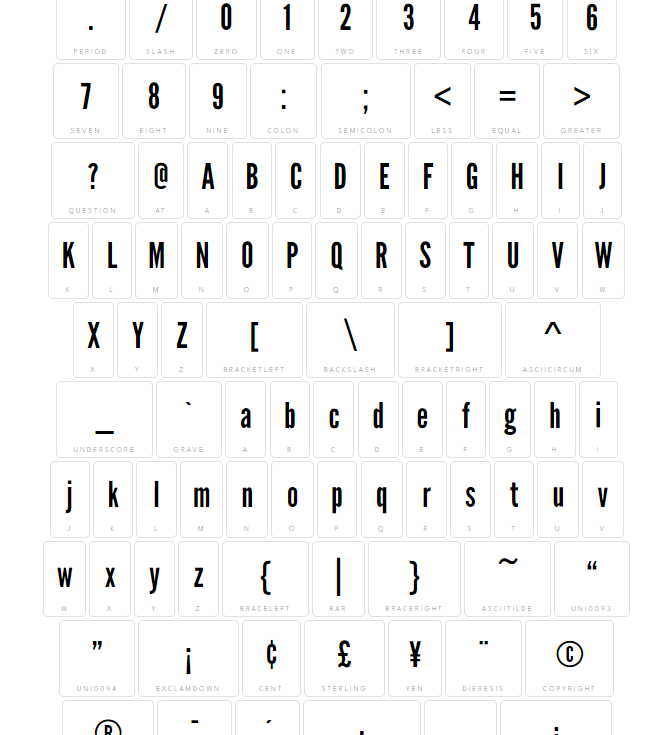 . / 0 1 2 3 4 5 6
PERIOD SLASH ZERO ONE TWO THREE FOUR FIVE SIX
7 8 9 : ; < = >
SEVEN EIGHT NINE COLON SEMICOLON LESS EQUAL GREATER
? @ A B C D E F G H I J
QUESTION AT A B C D E F G H I J
K L M N O P Q R S T U V W
K L M N O P Q R S T U V W
X Y Z [ \ ] ^
X Y Z BRACKETLEFT BACKSLASH BRACKETRIGHT ASCIICIRCUM
_ ` a b c d e f g h i
UNDERSCORE GRAVE A B C D E F G H I
j k l m n o p q r s t u v
J K L M N O P Q R S T U V
w x y z { | } ~ “
W X Y Z BRACELEFT BAR BRACERIGHT ASCIITILDE UNI0093
” ¡ ¢ £ ¥ ¨ ©
UNI0094 EXCLAMDOWN CENT STERLING YEN DIERESIS COPYRIGHT
® ¯ ´